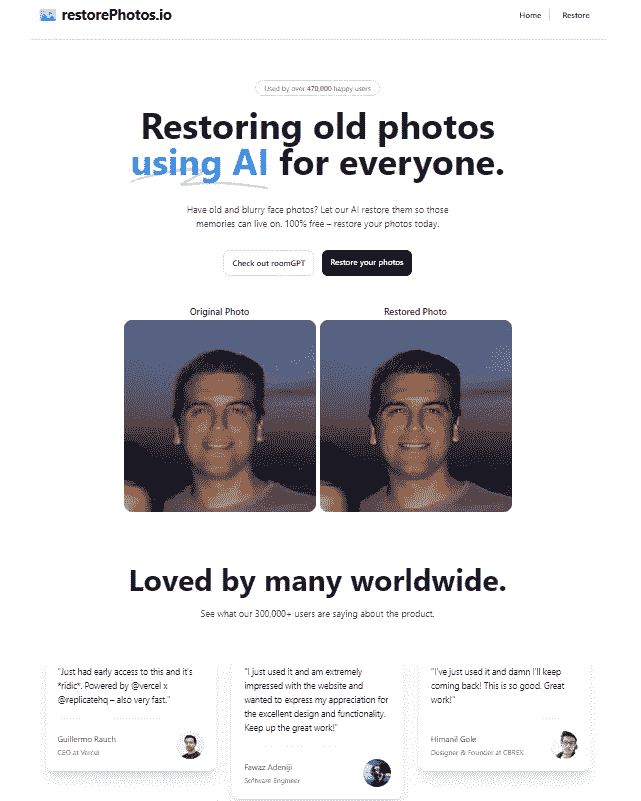 restorePhotos.io
Home
Restore
Used by over 470,000 happy users
Restoring old photos
using AI for everyone.
Have old and blurry face photos? Let our AI restore them so those
memories can live on. 100% free – restore your photos today.
Check out roomGPT
Restore your photos
Original Photo
Restored Photo
Loved by many worldwide.
See what our 300,000+ users are saying about the product.
"Just had early access to this and it's
*ridic*. Powered by @vercel x
@replicatehq – also very fast."
Guillermo Rauch
CEO at Vercel
"I just used it and am extremely
impressed with the website and
wanted to express my appreciation for
the excellent design and functionality.
Keep up the great work!"
Fawaz Adeniji
Software Engineer
"I've just used it and damn I'll keep
coming back! This is so good. Great
work!"
Himanil Gole
Designer & Founder at CBREX